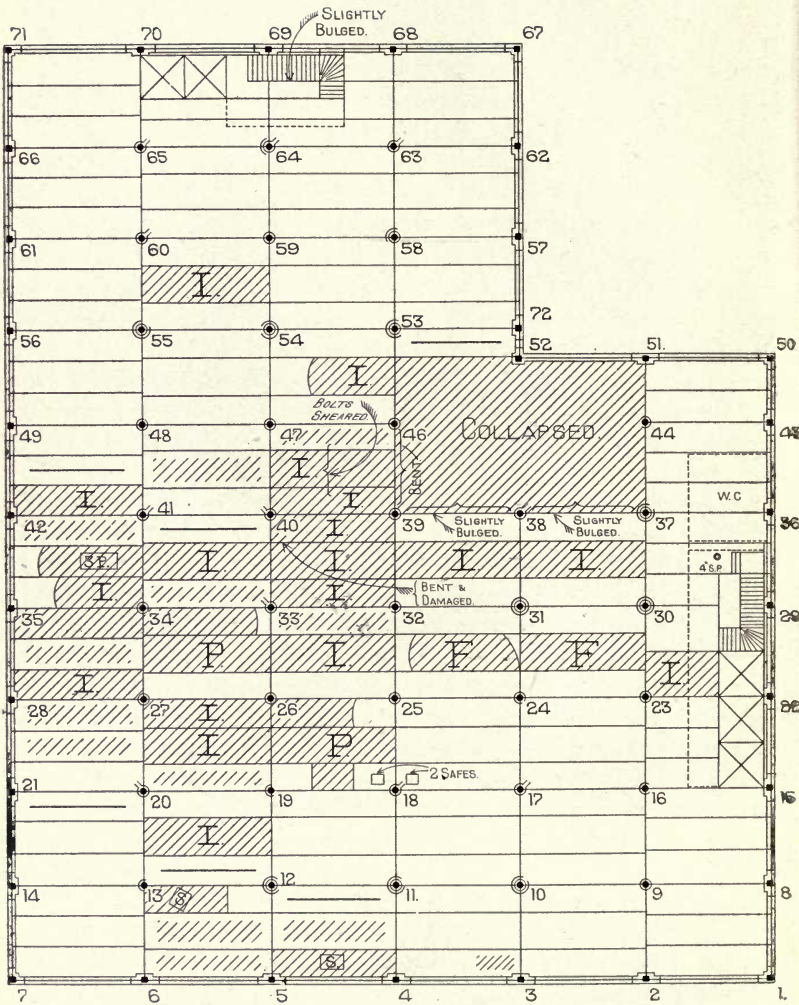 SLIGHTLY
BULGED.
71 70 69 68 67
66 65 64 63 62
61 60 59 58 57
I.
72
56 55 54 53 52 51. 50
I.
BOLTS
SHEARED.
49 48 47 46 44
COLLAPSED.
I.
BENT.
W.C
I
I. I
42 41 40 39 38 37 36
SLIGHTLY
BULGED.
SLIGHTLY
BULGED.
3P. I. I. I I
4"S.P.
I. I
BENT &
DAMAGED.
35 34 33 32 31 30 29
P. I. F F
I
I.
28 27 26 25 24 23
I
I P
2 SAFES.
21 20 19 18 17 16
I.
14 13 12 11. 10 9 8
S
S.
7 6 5 4 3 2 1.